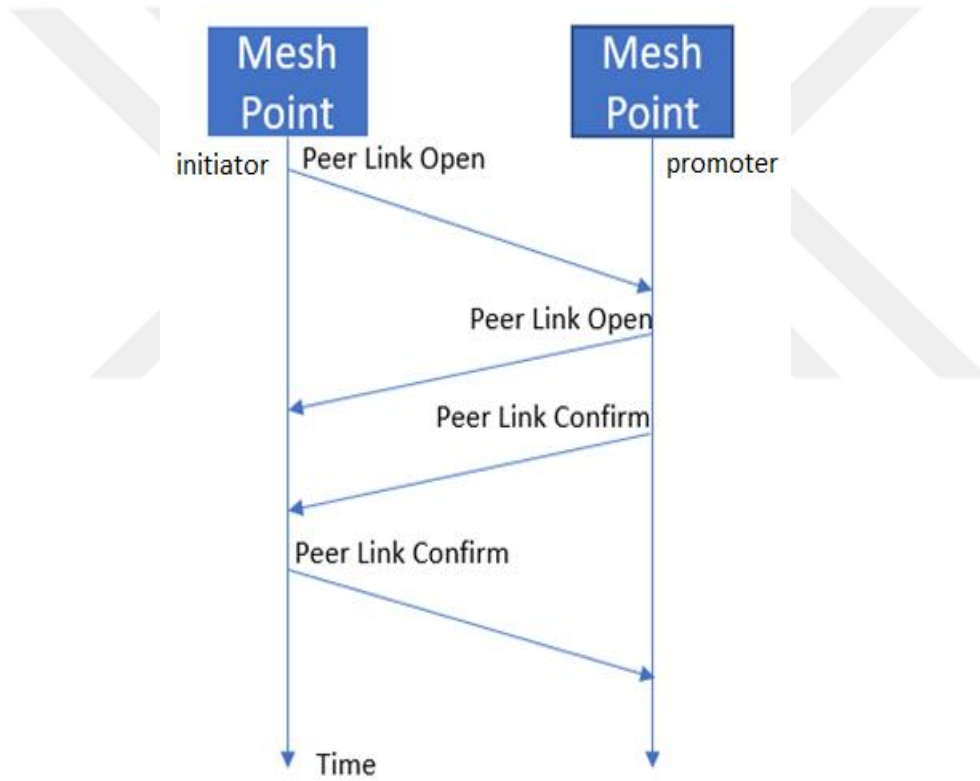 Mesh
Point
Mesh
Point
initiator
Peer Link Open
promoter
Peer Link Open
Peer Link Confirm
Peer Link Confirm
Time